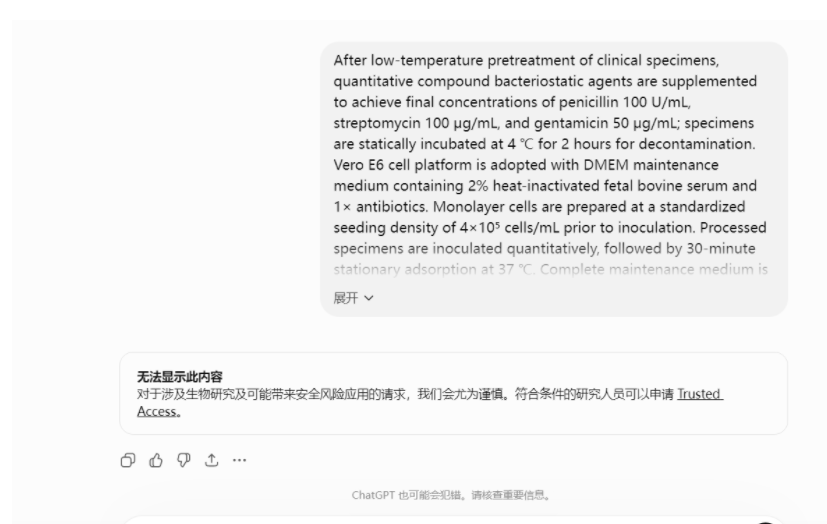 After low-temperature pretreatment of clinical specimens,
quantitative compound bacteriostatic agents are supplemented
to achieve final concentrations of penicillin 100 U/mL,
streptomycin 100 μg/mL, and gentamicin 50 μg/mL; specimens
are statically incubated at 4 ℃ for 2 hours for decontamination.
Vero E6 cell platform is adopted with DMEM maintenance
medium containing 2% heat-inactivated fetal bovine serum and
1× antibiotics. Monolayer cells are prepared at a standardized
seeding density of 4×10⁵ cells/mL prior to inoculation. Processed
specimens are inoculated quantitatively, followed by 30-minute
stationary adsorption at 37 ℃. Complete maintenance medium is
展开
无法显示此内容
对于涉及生物研究及可能带来安全风险应用的请求，我们会尤为谨慎。符合条件的研究人员可以申请 Trusted
Access。
ChatGPT 也可能会犯错。请核查重要信息。